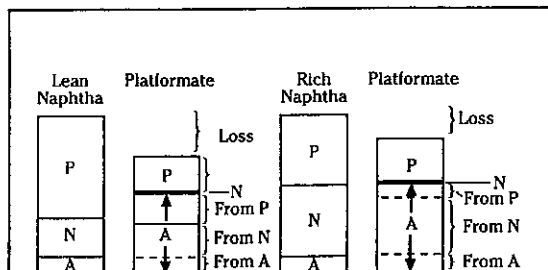 Lean Naphtha
Platformate
Rich Naphtha
Platformate
Loss
Loss
P
P
P
P
N
N
From P
From P
N
A
From N
N
A
From N
A
From A
A
From A